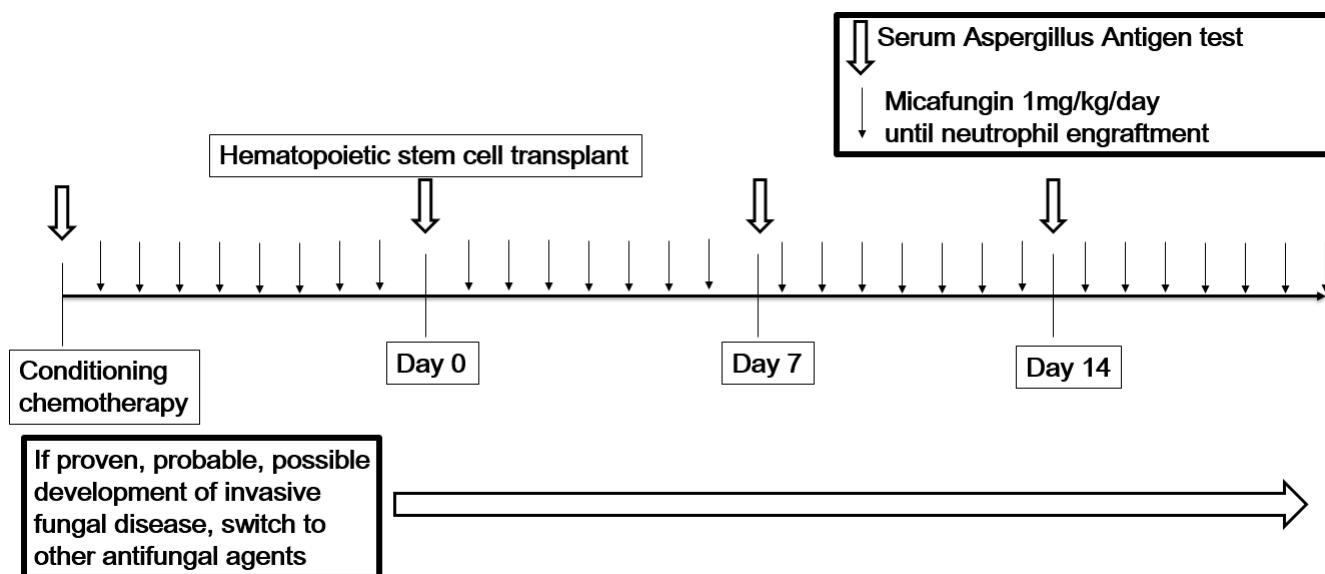 Serum Aspergillus Antigen test
Micafungin 1mg/kg/day
until neutrophil engraftment
Hematopoietic stem cell transplant
Conditioning
chemotherapy
Day 0
Day 7
Day 14
If proven, probable, possible
development of invasive
fungal disease, switch to
other antifungal agents